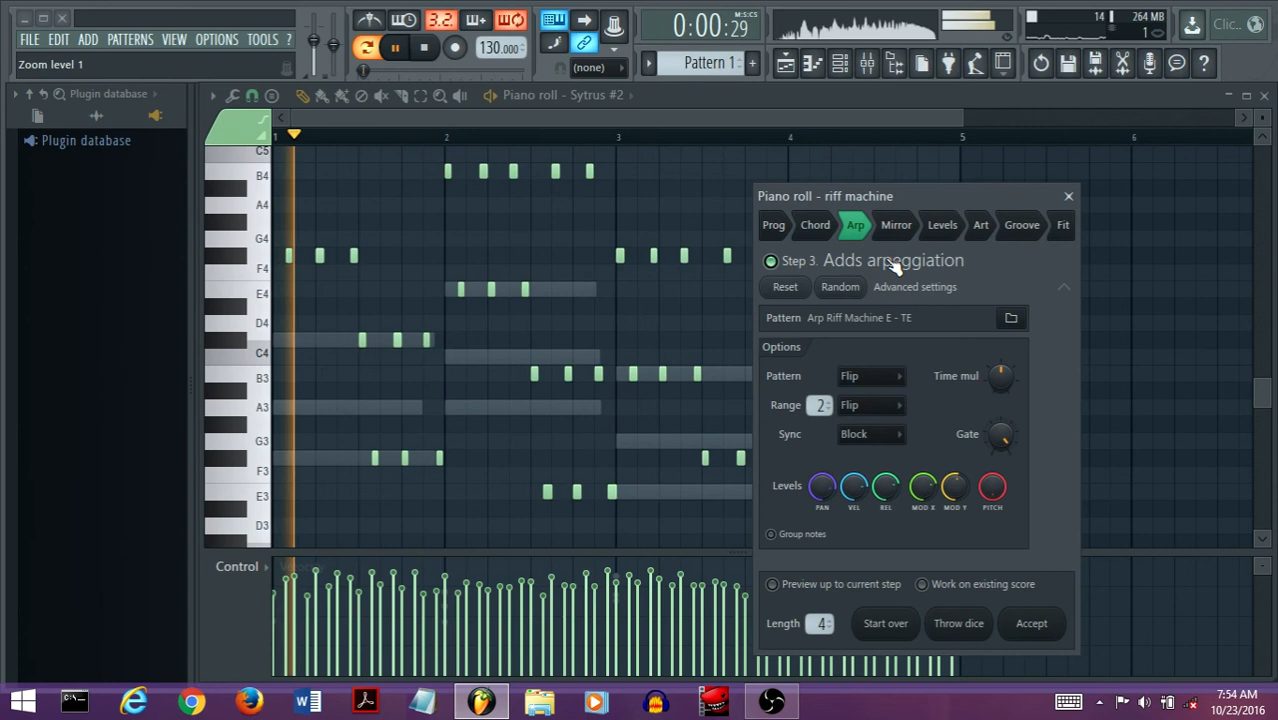 3.2
0:00:29
M:S:CS
14
264 MB
1
Clic..
FILE EDIT ADD PATTERNS VIEW OPTIONS TOOLS ?
130.000
Zoom level 1
(none)
Pattern 1
Plugin database
Piano roll - Sytrus #2
Plugin database
1 2 3 4 5 6
C5
B4
A4
G4
F4
E4
D4
C4
B3
A3
G3
F3
E3
D3
Piano roll - riff machine
Prog Chord Arp Mirror Levels Art Groove Fit
Step 3. Adds arpeggiation
Reset Random Advanced settings
Pattern Arp Riff Machine E - TE
Options
Pattern Flip Time mul
Range 2 Flip
Sync Block Gate
Levels
PAN VEL REL MOD X MOD Y PITCH
Group notes
Preview up to current step Work on existing score
Length 4 Start over Throw dice Accept
Control
7:54 AM
10/23/2016